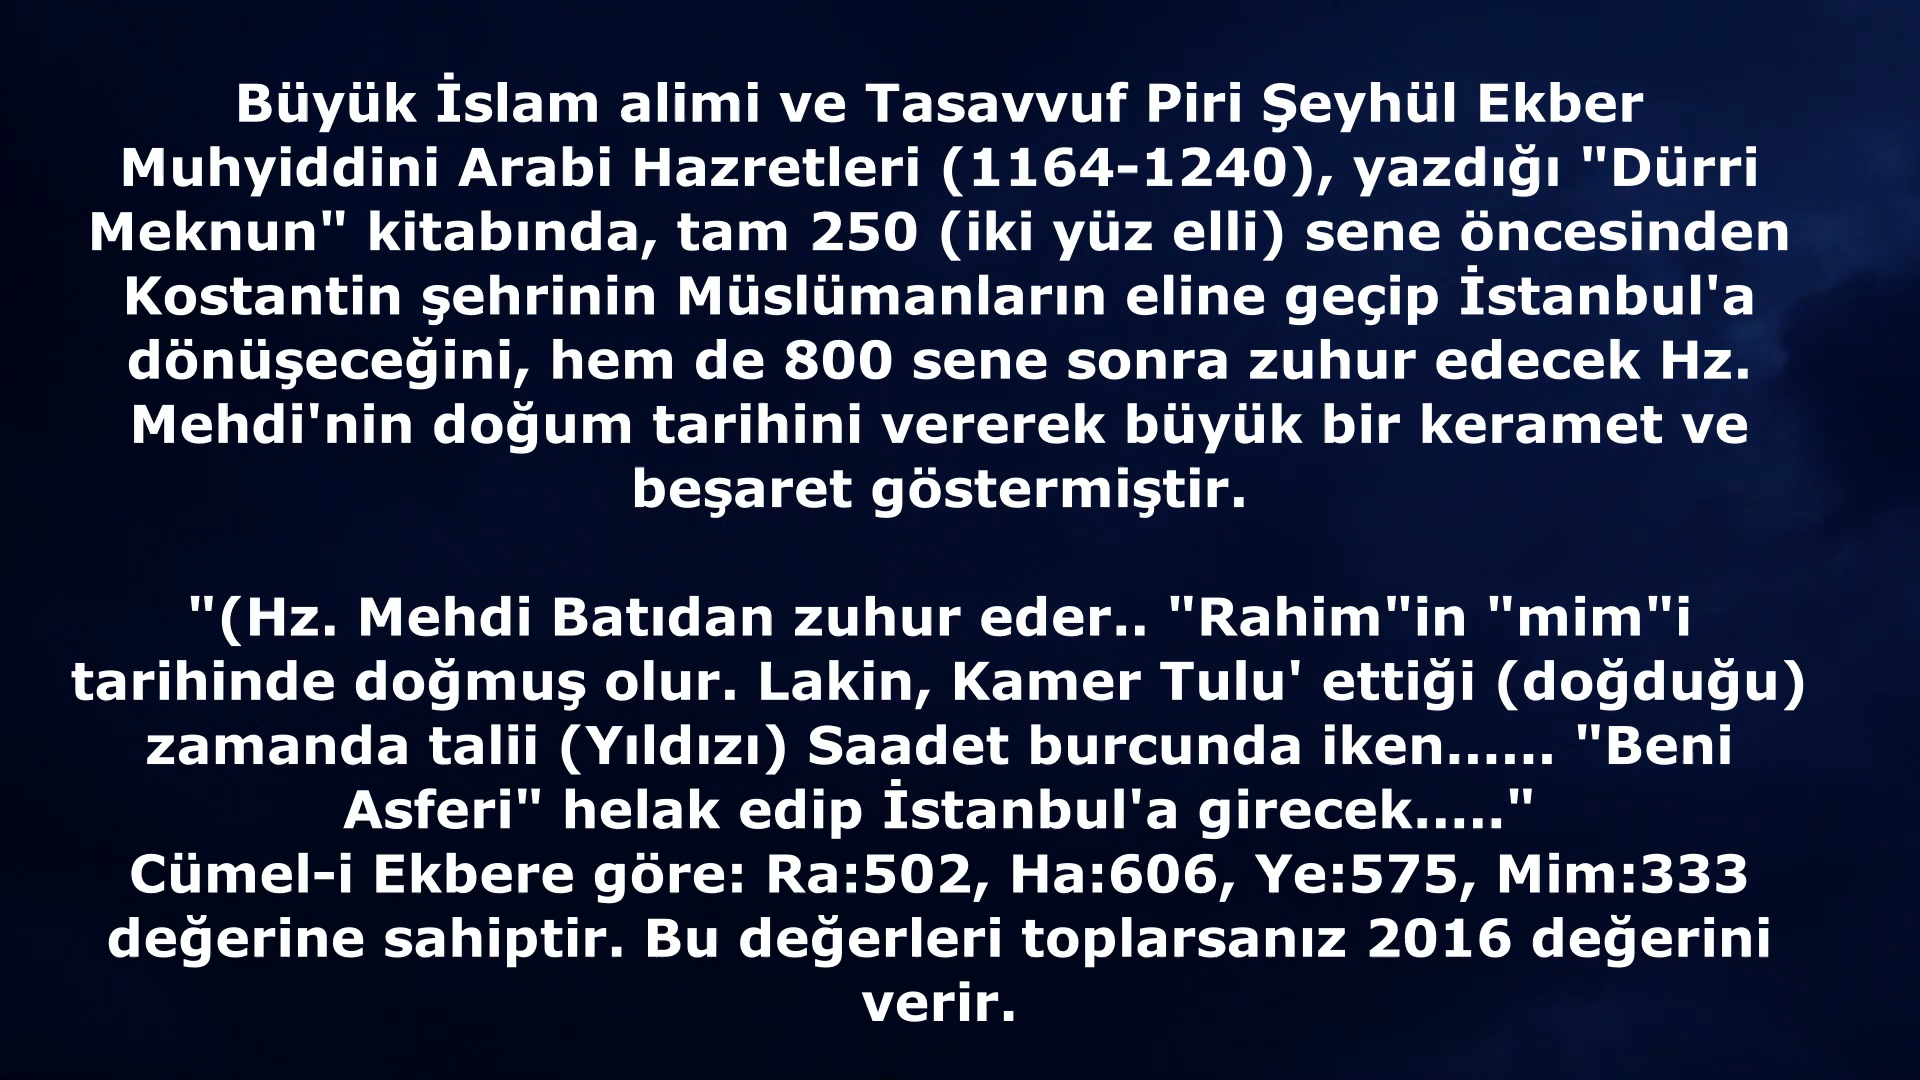 Büyük İslam alimi ve Tasavvuf Piri Şeyhül Ekber
Muhyiddini Arabi Hazretleri (1164-1240), yazdığı "Dürri
Meknun" kitabında, tam 250 (iki yüz elli) sene öncesinden
Kostantin şehrinin Müslümanların eline geçip İstanbul'a
dönüşeceğini, hem de 800 sene sonra zuhur edecek Hz.
Mehdi'nin doğum tarihini vererek büyük bir keramet ve
beşaret göstermiştir.
"(Hz. Mehdi Batıdan zuhur eder.. "Rahim"in "mim"i
tarihinde doğmuş olur. Lakin, Kamer Tulu' ettiği (doğduğu)
zamanda talii (Yıldızı) Saadet burcunda iken...... "Beni
Asferi" helak edip İstanbul'a girecek....."
Cümel-i Ekbere göre: Ra:502, Ha:606, Ye:575, Mim:333
değerine sahiptir. Bu değerleri toplarsanız 2016 değerini
verir.